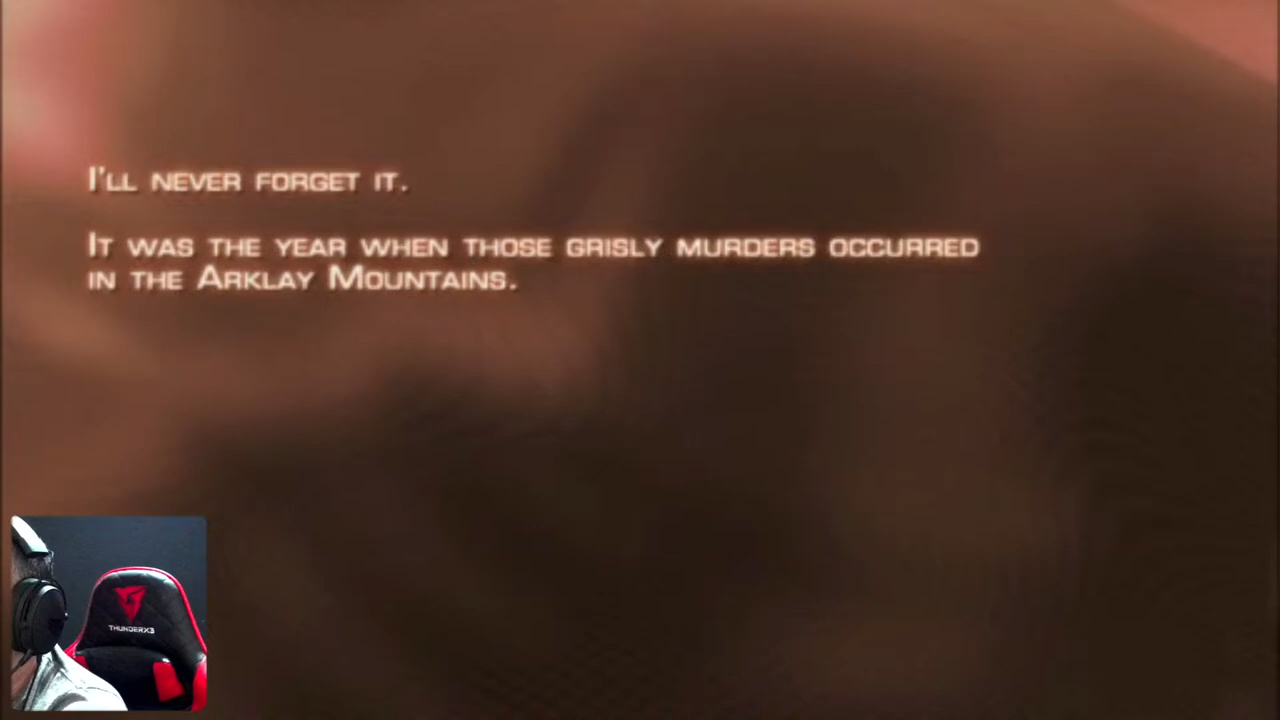 I'll never forget it.
It was the year when those grisly murders occurred
in the Arklay Mountains.
THUNDERX3